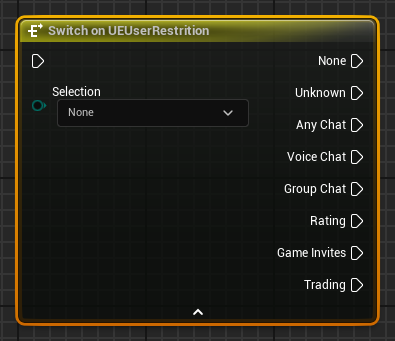 Switch on UEUserRestrition
None
Unknown
Selection
None
Any Chat
Voice Chat
Group Chat
Rating
Game Invites
Trading